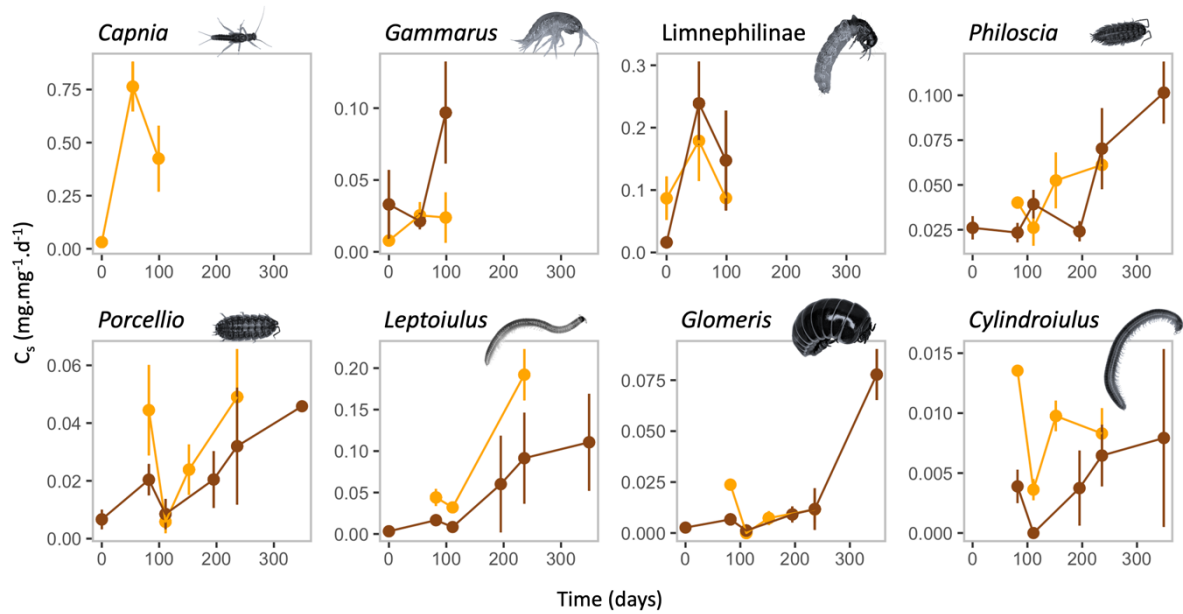 Capnia
Gammarus
Limnephilinae
Philoscia
0.75
0.50
0.25
0.00
0 100 200 300
0.10
0.05
0.00
0 100 200 300
0.3
0.2
0.1
0.0
0 100 200 300
0.100
0.075
0.050
0.025
0 100 200 300
Cs (mg.mg-1.d-1)
Porcellio
Leptoiulus
Glomeris
Cylindroiulus
0.06
0.04
0.02
0.00
0 100 200 300
0.20
0.15
0.10
0.05
0.00
0 100 200 300
0.075
0.050
0.025
0.000
0 100 200 300
0.015
0.010
0.005
0.000
0 100 200 300
Time (days)